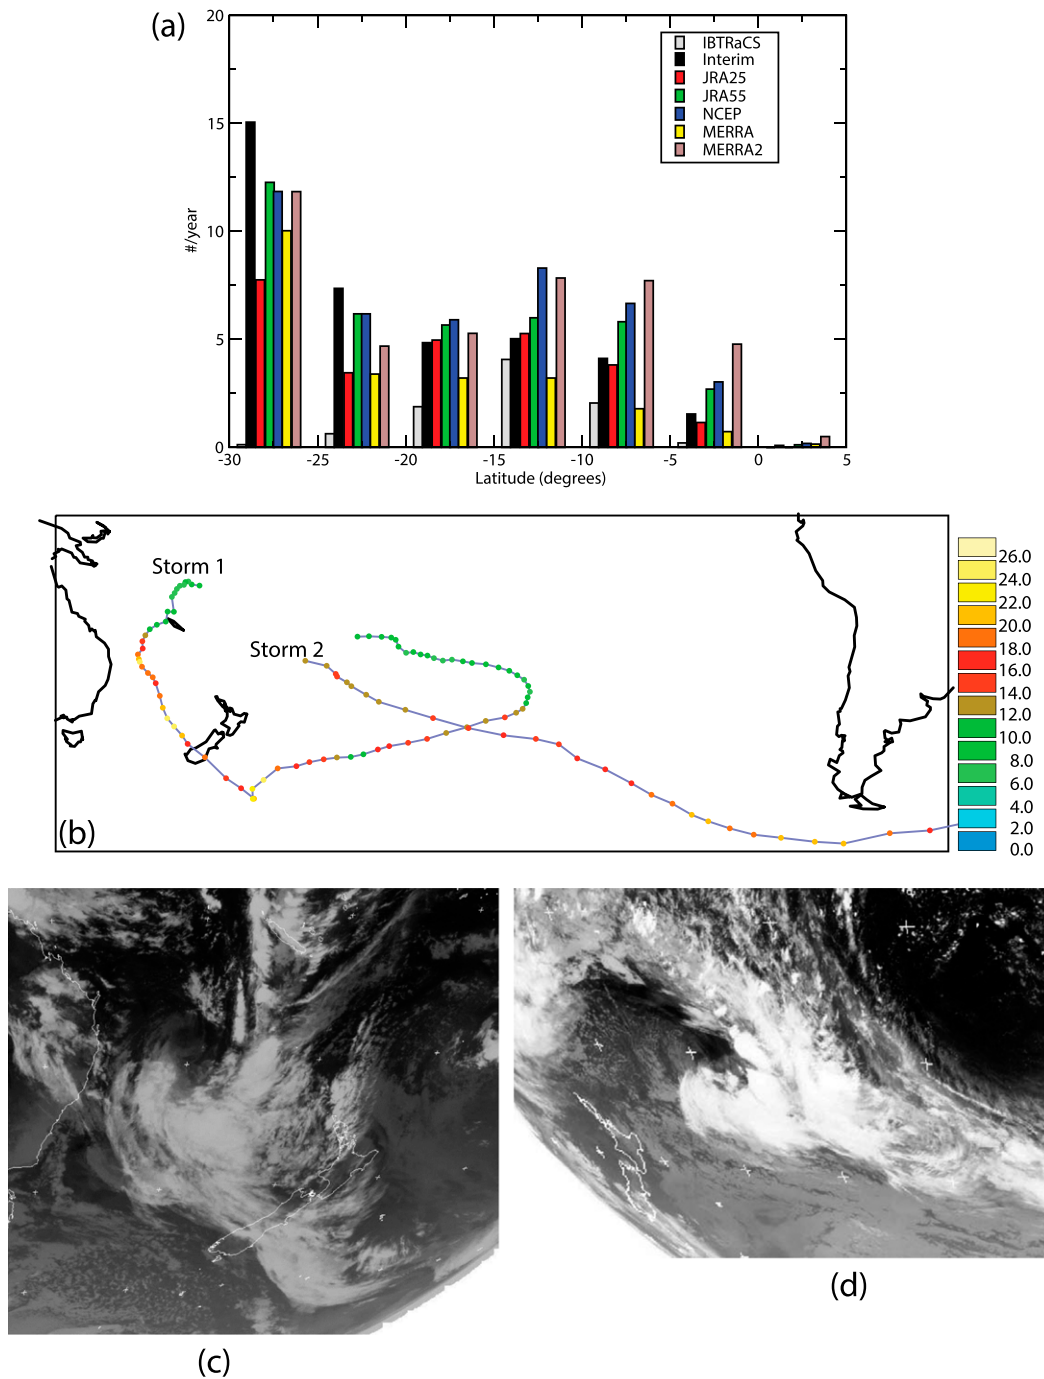 (a)
20
15
10
5
0
#/year
IBTRaCS
Interim
JRA25
JRA55
NCEP
MERRA
MERRA2
-30 -25 -20 -15 -10 -5 0 5
Latitude (degrees)
Storm 1
Storm 2
(b)
26.0
24.0
22.0
20.0
18.0
16.0
14.0
12.0
10.0
8.0
6.0
4.0
2.0
0.0
(c)
(d)